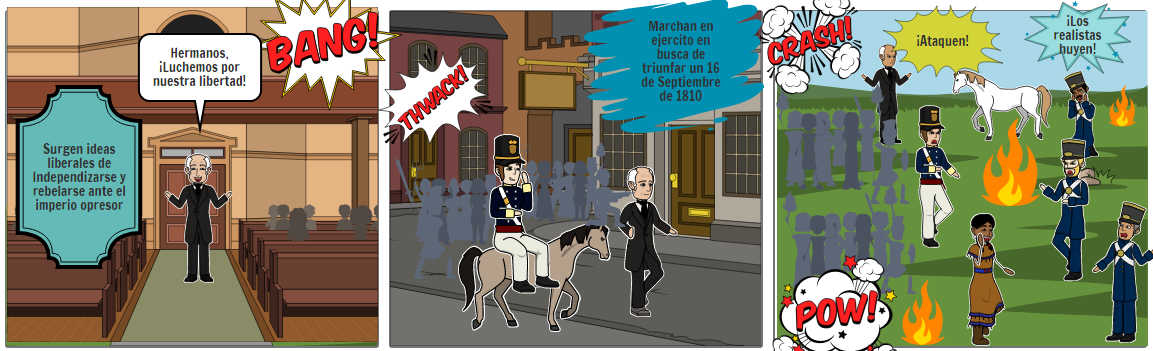 Hermanos,
¡Luchemos por
nuestra libertad!
BANG!
Surgen ideas
liberales de
Independizarse y
rebelarse ante el
imperio opresor
THWACK!
Marchan en
ejercito en
busca de
triunfar un 16
de Septiembre
de 1810
CRASH!
¡Ataquen!
¡Los
realistas
huyen!
POW!